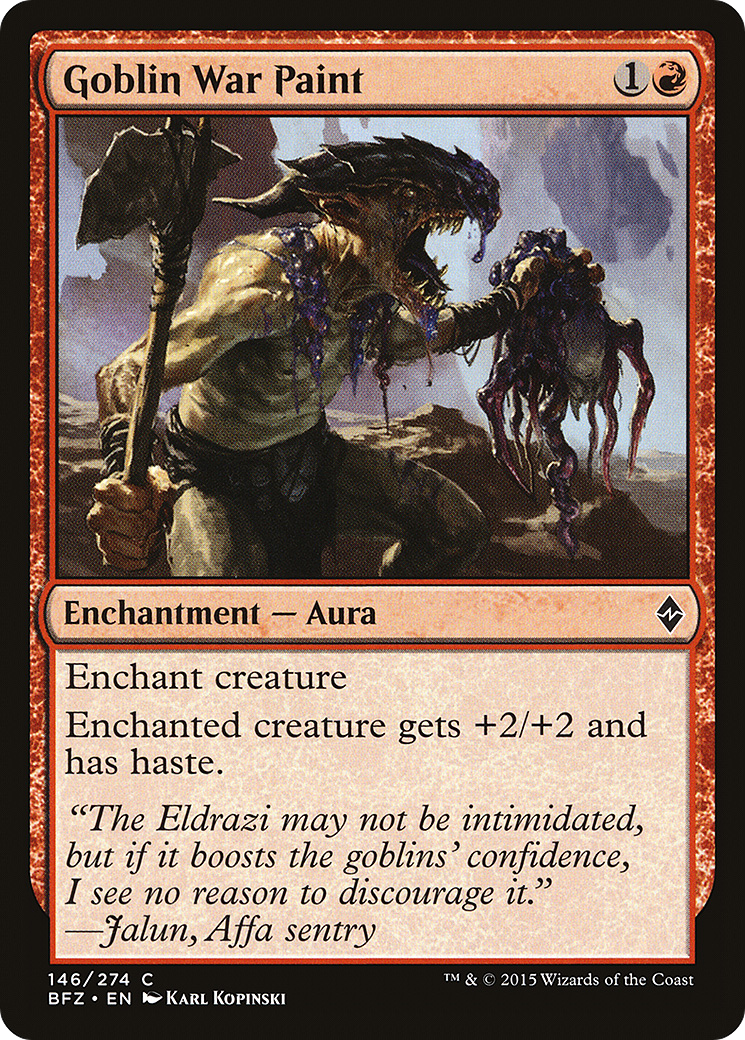 Goblin War Paint 1
Enchantment — Aura
Enchant creature
Enchanted creature gets +2/+2 and
has haste.
“The Eldrazi may not be intimidated,
but if it boosts the goblins’ confidence,
I see no reason to discourage it.”
—Jalun, Affa sentry
146/274 C
™ & © 2015 Wizards of the Coast
BFZ • EN Karl Kopinski